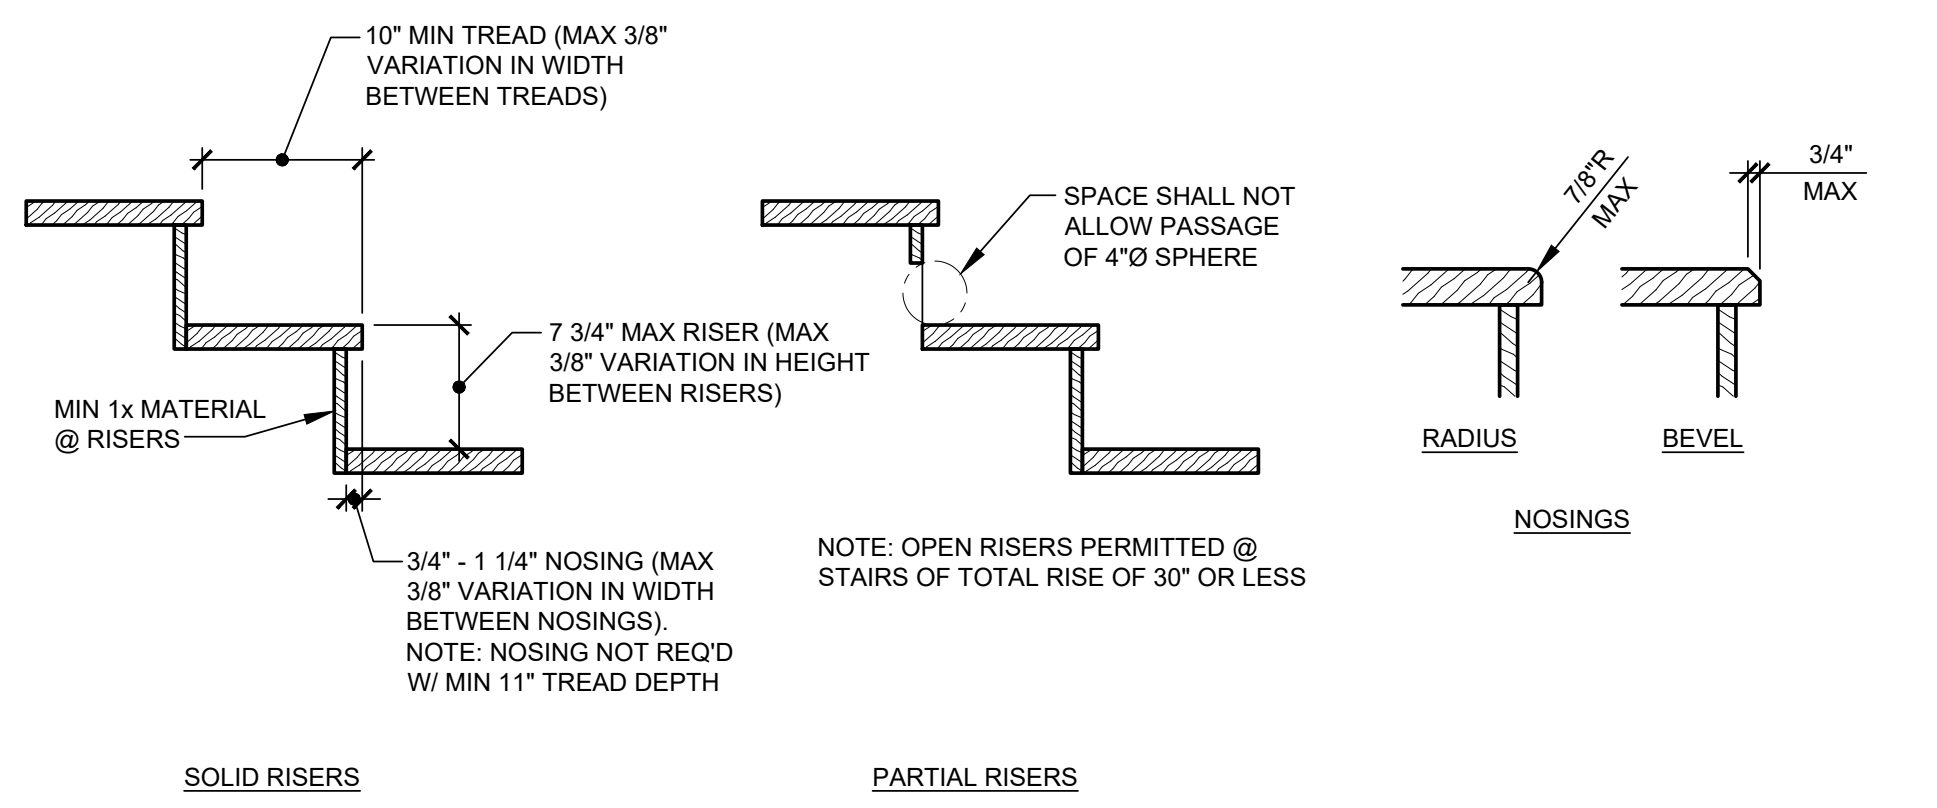 10" MIN TREAD (MAX 3/8"
VARIATION IN WIDTH
BETWEEN TREADS)
7 3/4" MAX RISER (MAX
3/8" VARIATION IN HEIGHT
BETWEEN RISERS)
MIN 1x MATERIAL
@ RISERS
3/4" - 1 1/4" NOSING (MAX
3/8" VARIATION IN WIDTH
BETWEEN NOSINGS).
NOTE: NOSING NOT REQ'D
W/ MIN 11" TREAD DEPTH
SOLID RISERS
SPACE SHALL NOT
ALLOW PASSAGE
OF 4"Ø SPHERE
NOTE: OPEN RISERS PERMITTED @
STAIRS OF TOTAL RISE OF 30" OR LESS
PARTIAL RISERS
7/8"R
MAX
3/4"
MAX
RADIUS
BEVEL
NOSINGS